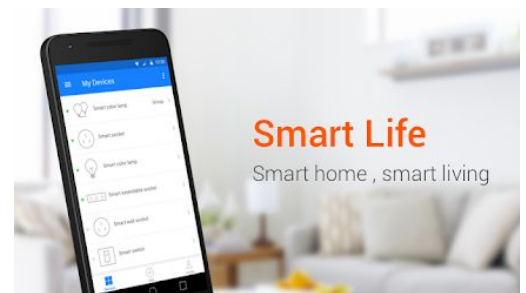 My Devices
Smart color lamp
Group
Smart socket
Smart color lamp
Smart extendable socket
Smart wall socket
Smart switch
Smart Life
Smart home , smart living